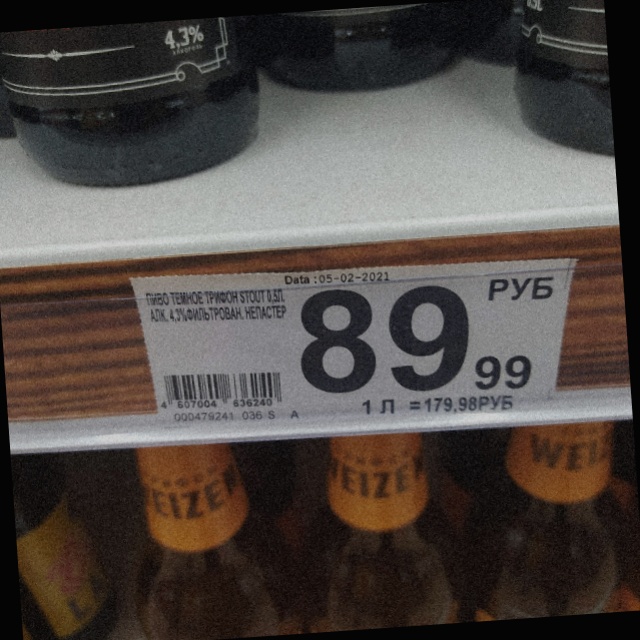 4,3%
Data :05-02-2021
ПИВО ТЕМНОЕ ТРИФОН STOUT 0,5Л.
АЛК. 4,3%ФИЛЬТРОВАН. НЕПАСТЕР
89 99 РУБ
4 607004 636240
000479241 036 S A
1 Л =179,98РУБ
WEIZEN
WEIZEN
WEIZ